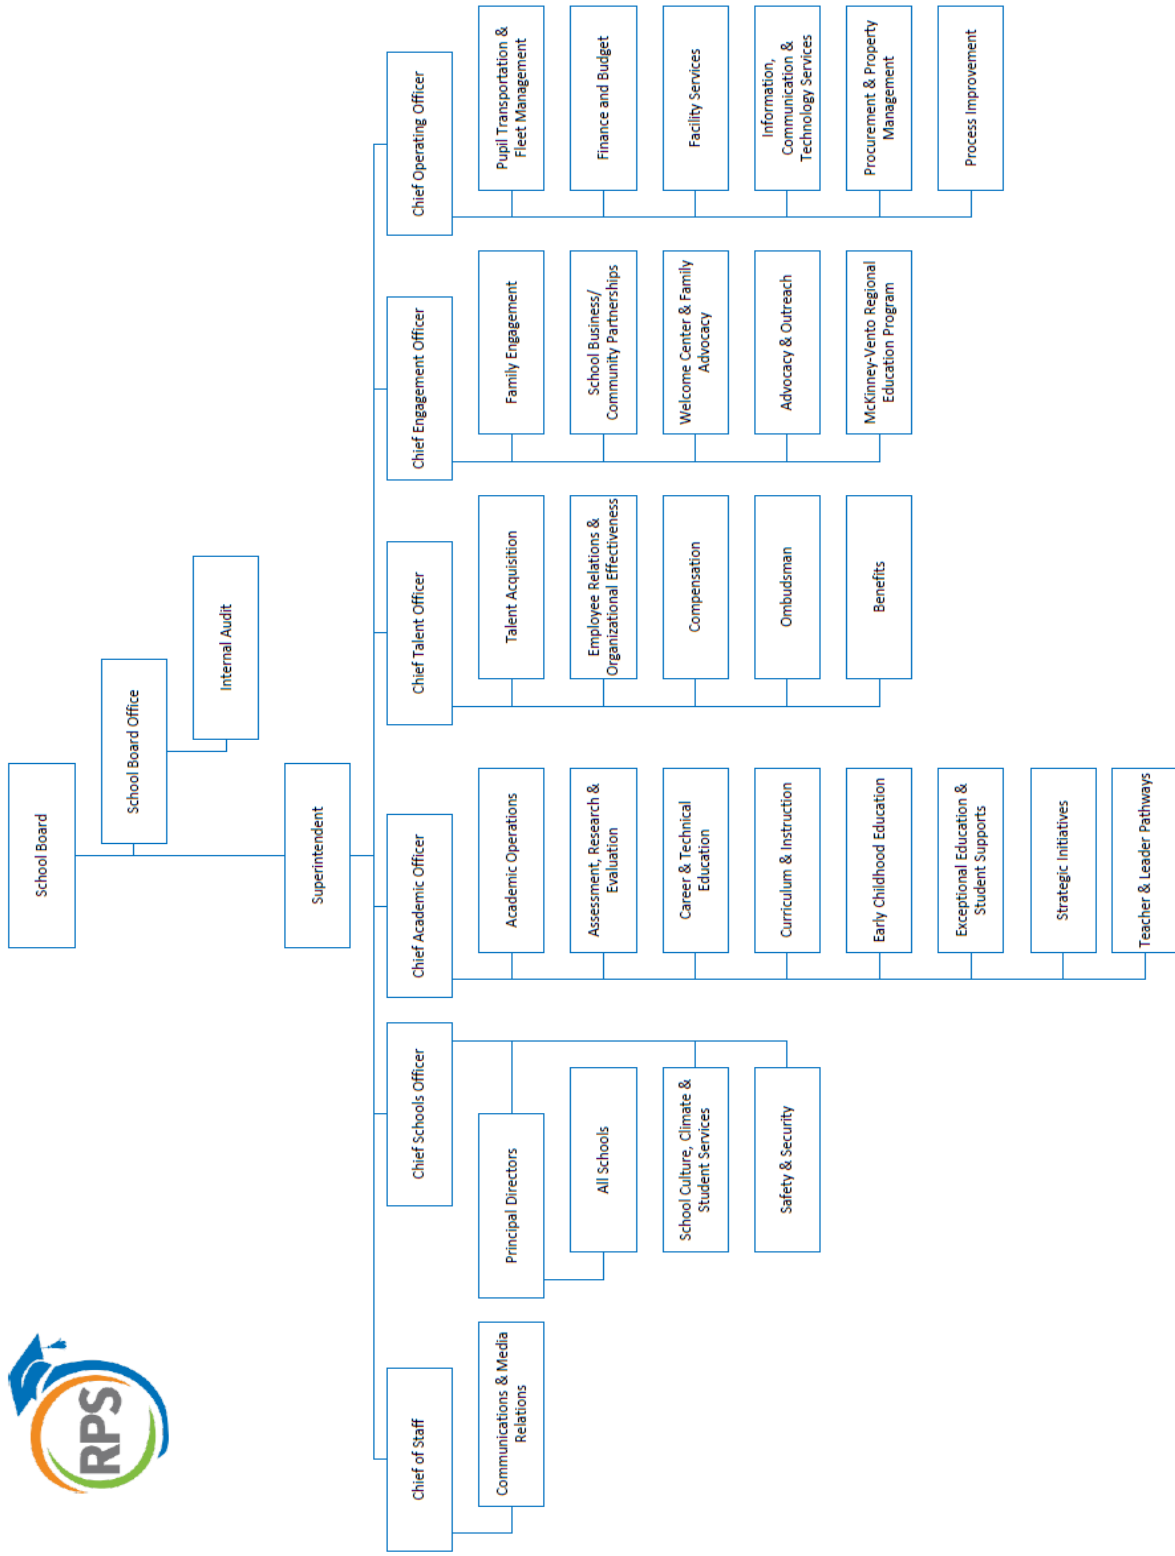 RPS
School Board
School Board Office
Internal Audit
Superintendent
Chief of Staff
Communications & Media
Relations
Chief Schools Officer
Principal Directors
All Schools
School Culture, Climate &
Student Services
Safety & Security
Chief Academic Officer
Academic Operations
Assessment, Research &
Evaluation
Career & Technical
Education
Curriculum & Instruction
Early Childhood Education
Exceptional Education &
Student Supports
Strategic Initiatives
Teacher & Leader Pathways
Chief Talent Officer
Talent Acquisition
Employee Relations &
Organizational Effectiveness
Compensation
Ombudsman
Benefits
Chief Engagement Officer
Family Engagement
School Business/
Community Partnerships
Welcome Center & Family
Advocacy
Advocacy & Outreach
McKinney-Vento Regional
Education Program
Chief Operating Officer
Pupil Transportation &
Fleet Management
Finance and Budget
Facility Services
Information,
Communication &
Technology Services
Procurement & Property
Management
Process Improvement